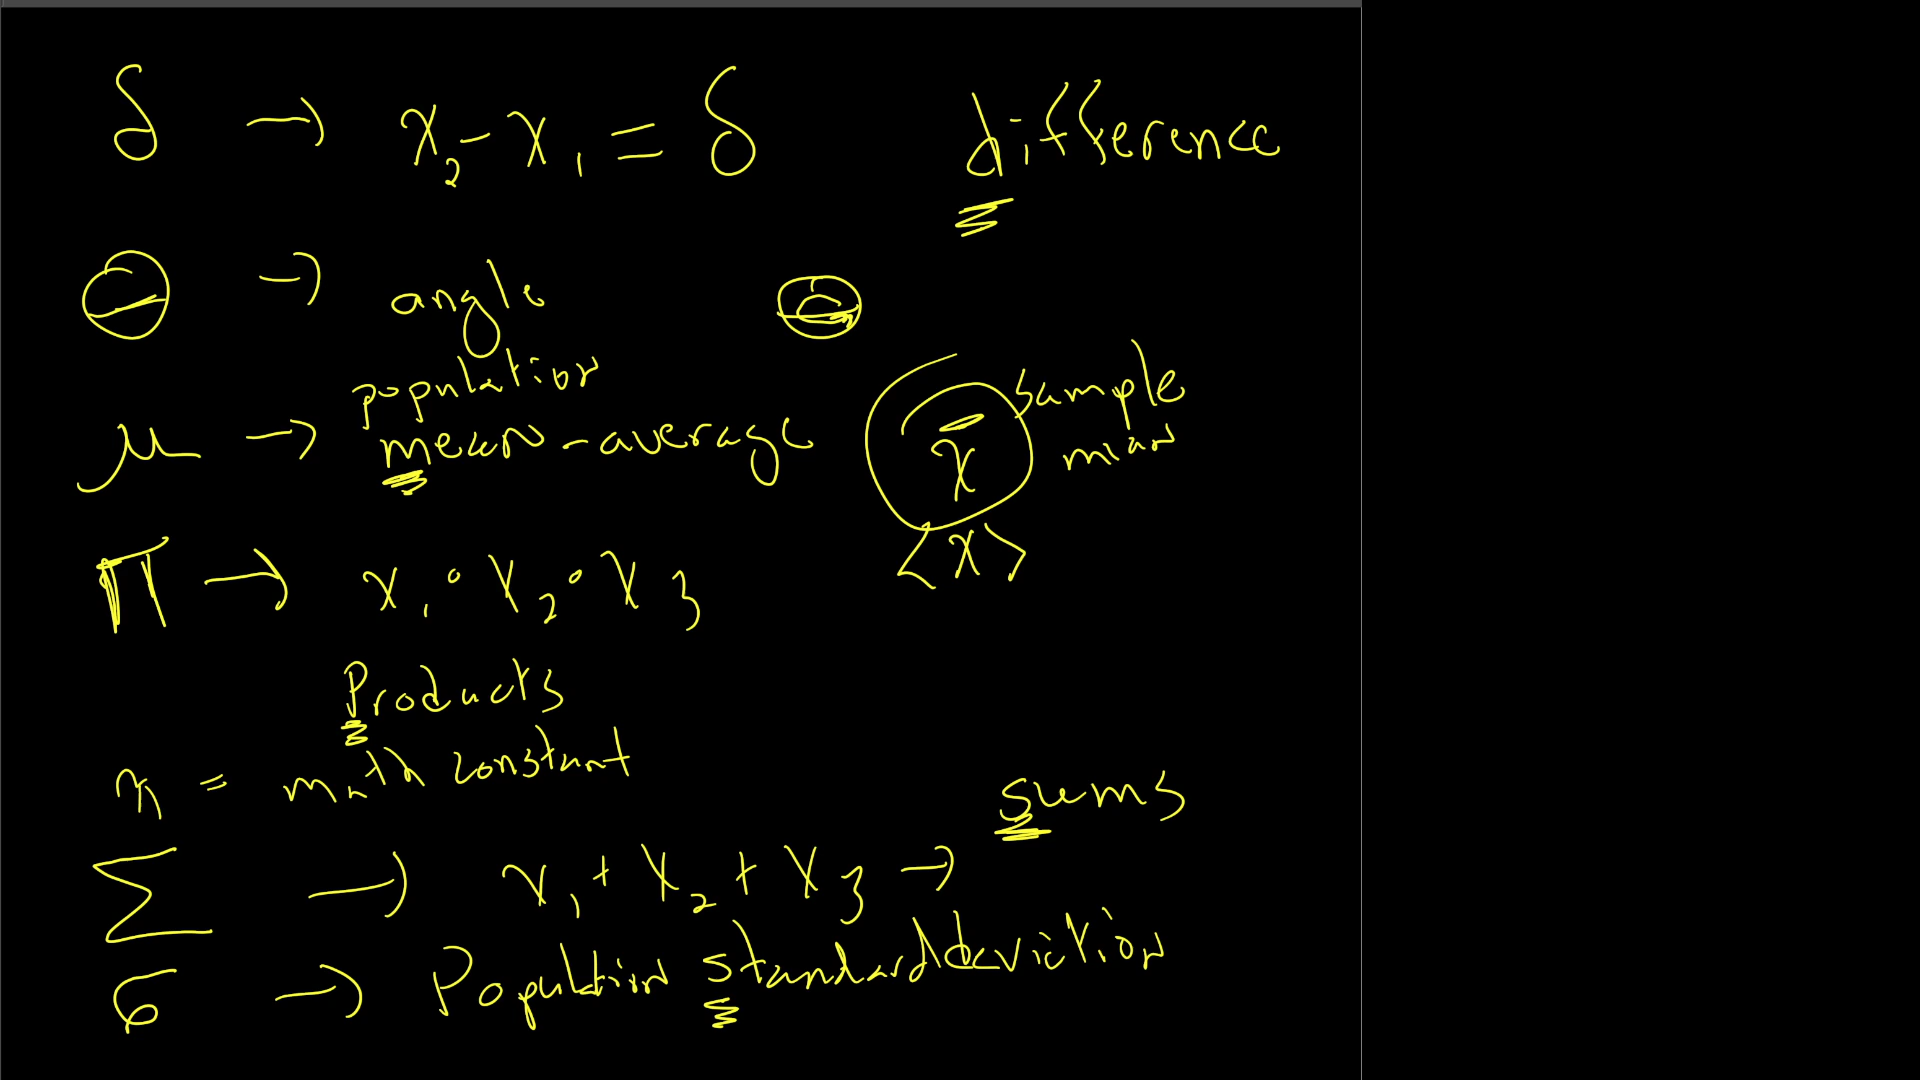 δ → x₂ - x₁ = δ difference
θ → angle θ
μ → population mean - average x̄ sample mean
⟨x⟩
Π → x₁ · x₂ · x₃
Products
π = math constant
Σ → x₁ + x₂ + x₃ → sums
σ → Population standard deviation